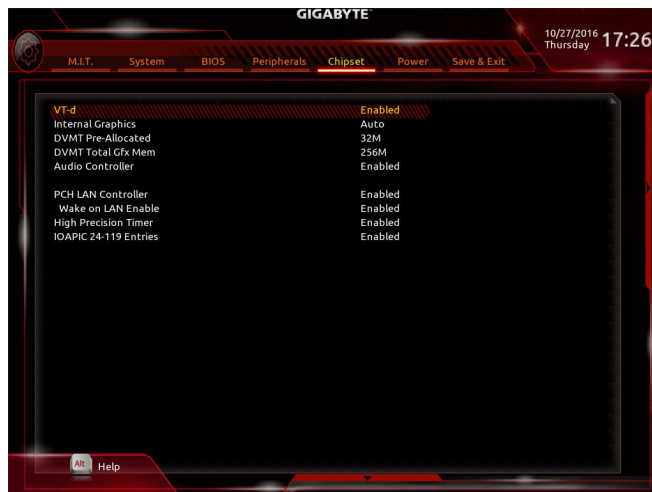 GIGABYTE™
10/27/2016 Thursday 17:26
M.I.T. System BIOS Peripherals Chipset Power Save & Exit
VT-d Enabled
Internal Graphics Auto
DVMT Pre-Allocated 32M
DVMT Total Gfx Mem 256M
Audio Controller Enabled
PCH LAN Controller Enabled
Wake on LAN Enable Enabled
High Precision Timer Enabled
IOAPIC 24-119 Entries Enabled
Alt Help